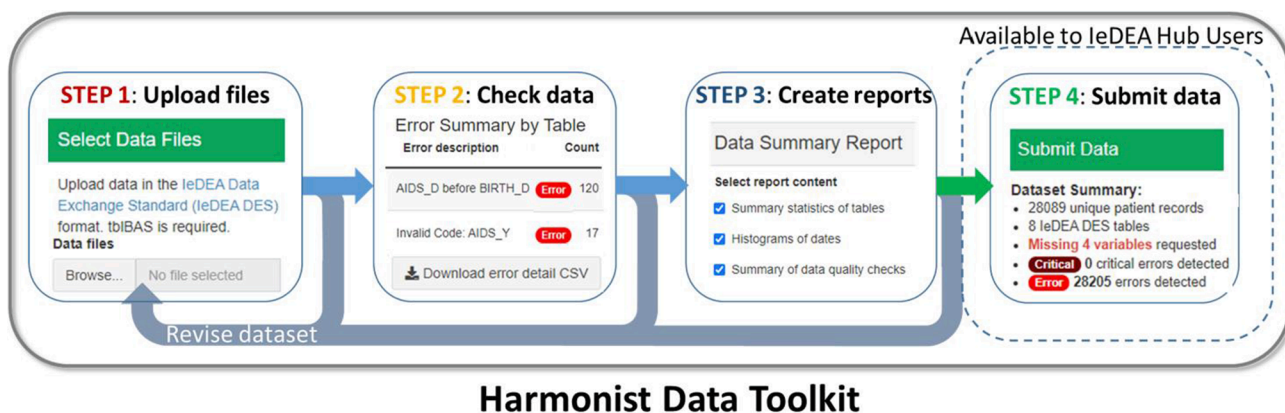 Available to IeDEA Hub Users
STEP 1: Upload files
Select Data Files
Upload data in the IeDEA Data
Exchange Standard (IeDEA DES)
format. tblBAS is required.
Data files
Browse... No file selected
STEP 2: Check data
Error Summary by Table
Error description Count
AIDS_D before BIRTH_D Error 120
Invalid Code: AIDS_Y Error 17
Download error detail CSV
STEP 3: Create reports
Data Summary Report
Select report content
Summary statistics of tables
Histograms of dates
Summary of data quality checks
STEP 4: Submit data
Submit Data
Dataset Summary:
• 28089 unique patient records
• 8 IeDEA DES tables
• Missing 4 variables requested
• Critical 0 critical errors detected
• Error 28205 errors detected
Revise dataset
Harmonist Data Toolkit